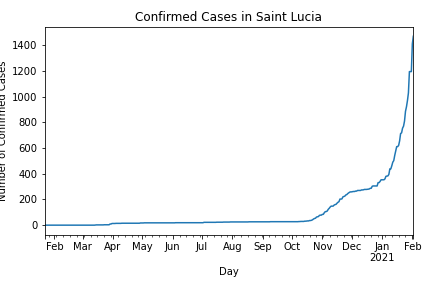 Confirmed Cases in Saint Lucia
Number of Confirmed Cases
1400
1200
1000
800
600
400
200
0
Feb Mar Apr May Jun Jul Aug Sep Oct Nov Dec Jan Feb
2021
Day